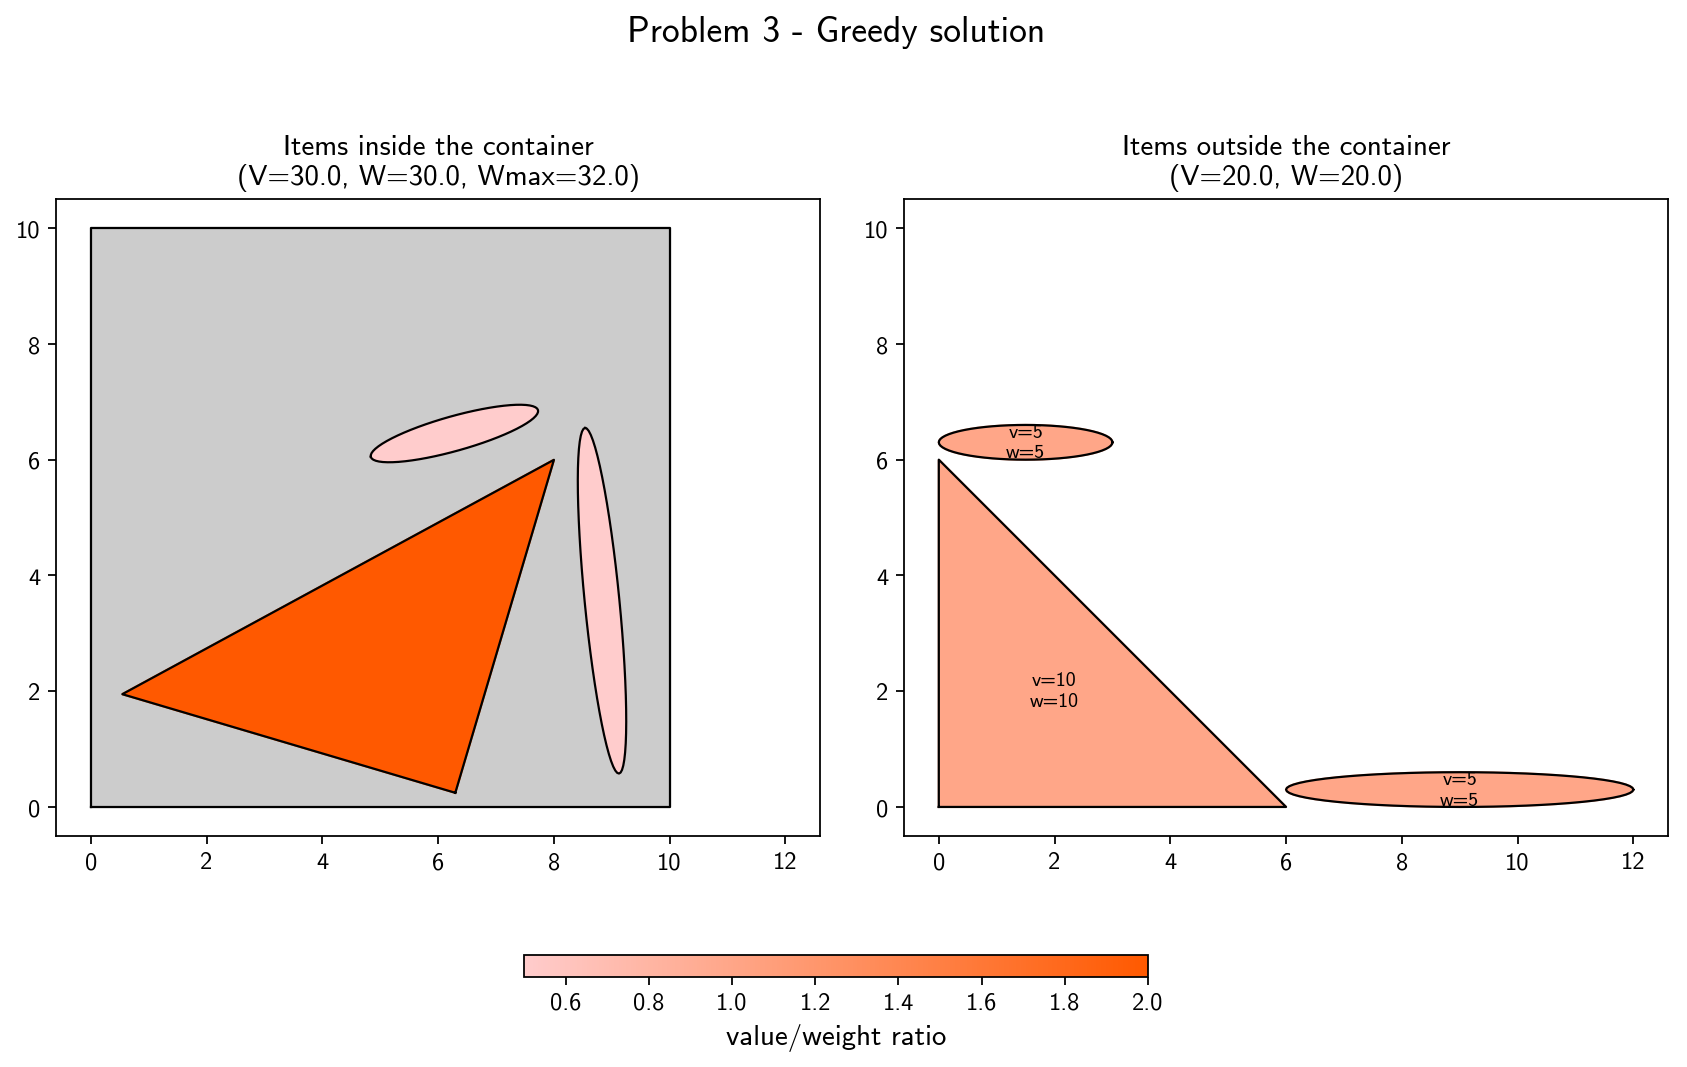 Problem 3 - Greedy solution
Items inside the container
(V=30.0, W=30.0, Wmax=32.0)
10
8
6
4
2
0
0 2 4 6 8 10 12
Items outside the container
(V=20.0, W=20.0)
10
8
6
4
2
0
v=5
w=5
v=10
w=10
v=5
w=5
0 2 4 6 8 10 12
0.6 0.8 1.0 1.2 1.4 1.6 1.8 2.0
value/weight ratio